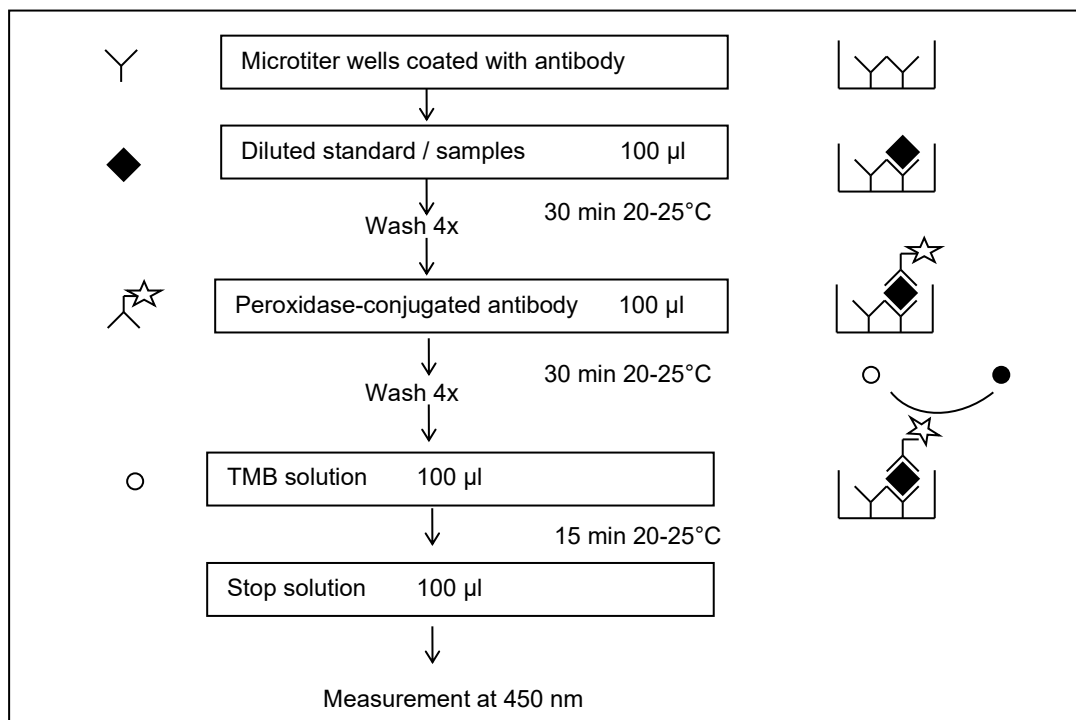 Microtiter wells coated with antibody
Diluted standard / samples 100 µl
30 min 20-25°C
Wash 4x
Peroxidase-conjugated antibody 100 µl
30 min 20-25°C
Wash 4x
TMB solution 100 µl
15 min 20-25°C
Stop solution 100 µl
Measurement at 450 nm